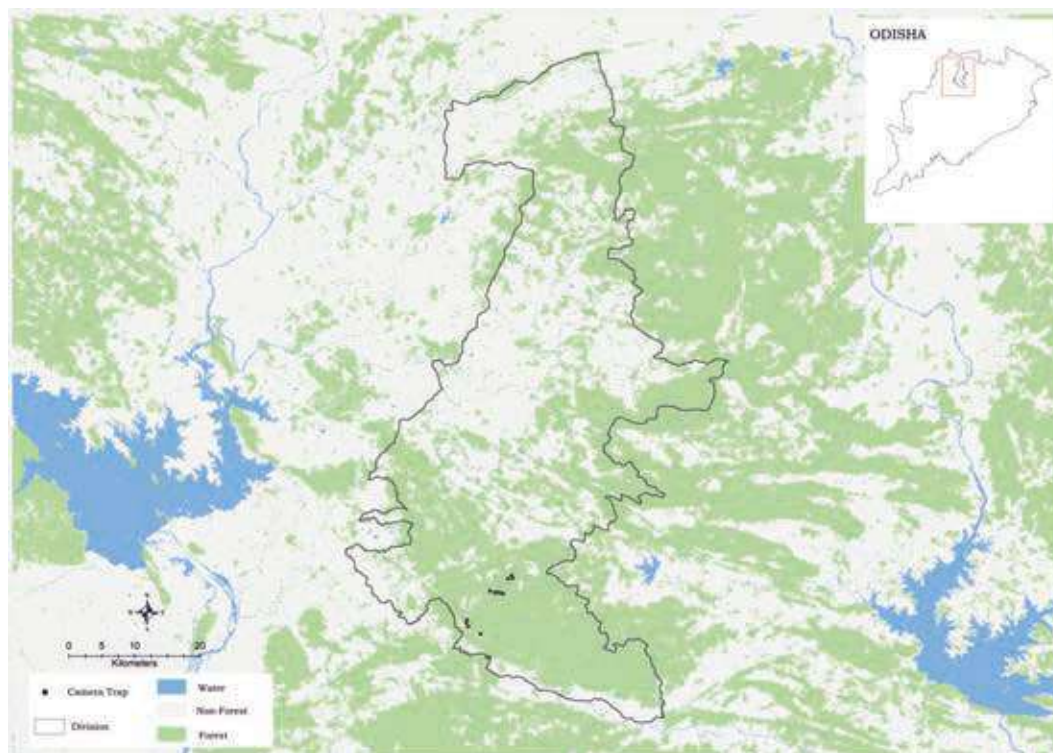 ODISHA
0 5 10 20
Kilometers
Camera Trap
Division
Water
Non-Forest
Forest